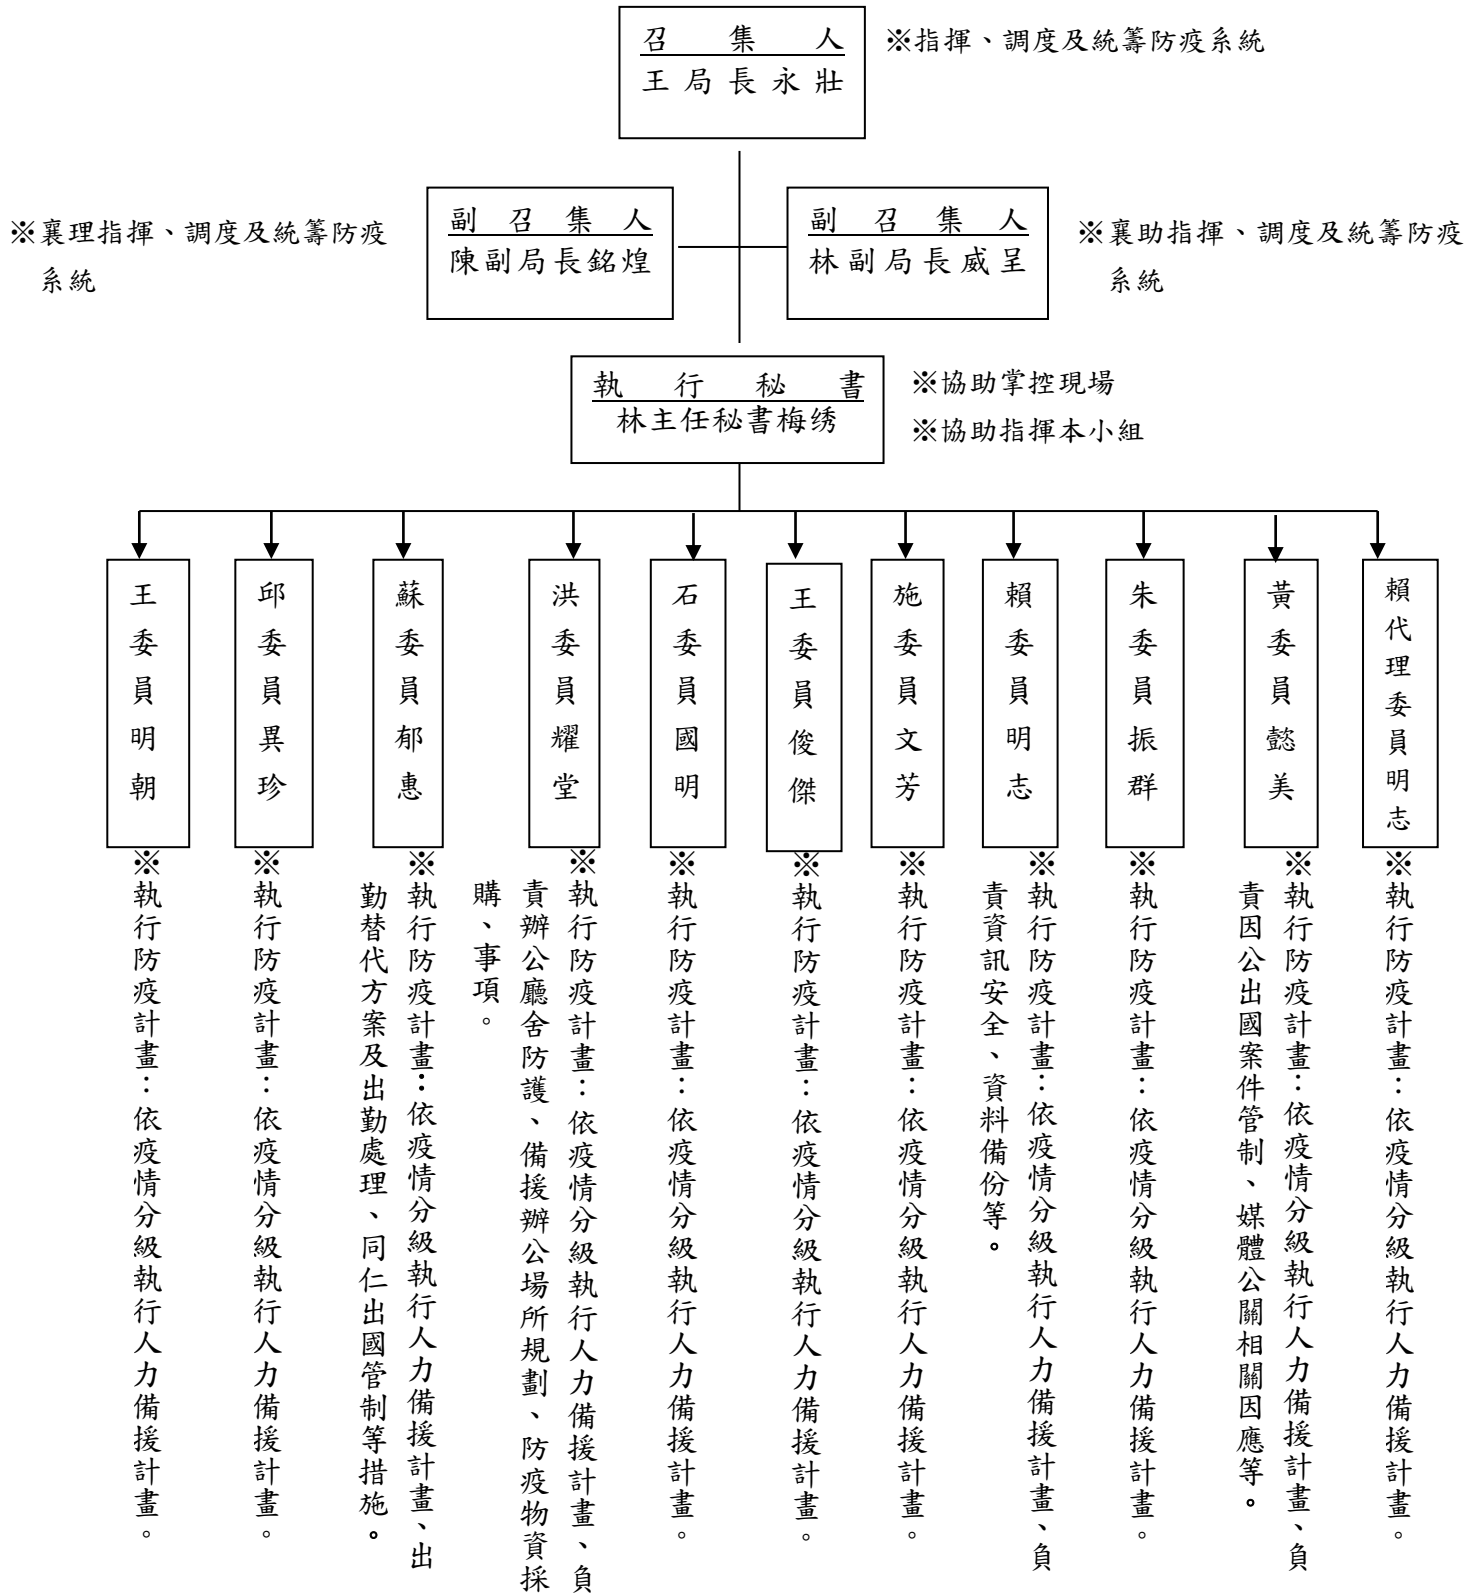 召集人
王局長永壯
※指揮、調度及統籌防疫系統
※襄理指揮、調度及統籌防疫
系統
副召集人
陳副局長銘煌
副召集人
林副局長威呈
※襄助指揮、調度及統籌防疫
系統
執行秘書
林主任秘書梅绣
※協助掌控現場
※協助指揮本小組
王委員明朝
※執行防疫計畫：依疫情分級執行人力備援計畫。
邱委員異珍
※執行防疫計畫：依疫情分級執行人力備援計畫。
蘇委員郁惠
※執行防疫計畫：依疫情分級執行人力備援計畫、出
勤替代方案及出勤處理、同仁出國管制等措施。
洪委員耀堂
※執行防疫計畫：依疫情分級執行人力備援計畫、負
責辦公廳舍防護、備援辦公場所規劃、防疫物資採
購、事項。
石委員國明
※執行防疫計畫：依疫情分級執行人力備援計畫。
王委員俊傑
※執行防疫計畫：依疫情分級執行人力備援計畫。
施委員文芳
※執行防疫計畫：依疫情分級執行人力備援計畫。
賴委員明志
※執行防疫計畫：依疫情分級執行人力備援計畫、負
責資訊安全、資料備份等。
朱委員振群
※執行防疫計畫：依疫情分級執行人力備援計畫。
黃委員懿美
※執行防疫計畫：依疫情分級執行人力備援計畫、負
責因公出國案件管制、媒體公關相關因應等。
賴代理委員明志
※執行防疫計畫：依疫情分級執行人力備援計畫。